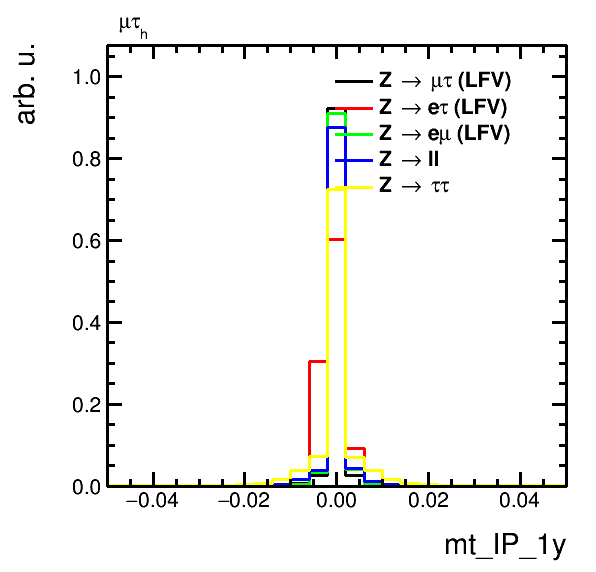 μτh
arb. u.
1.0
0.8
0.6
0.4
0.2
0.0
Z → μτ (LFV)
Z → eτ (LFV)
Z → eμ (LFV)
Z → ll
Z → ττ
−0.04 −0.02 0.00 0.02 0.04
mt_IP_1y